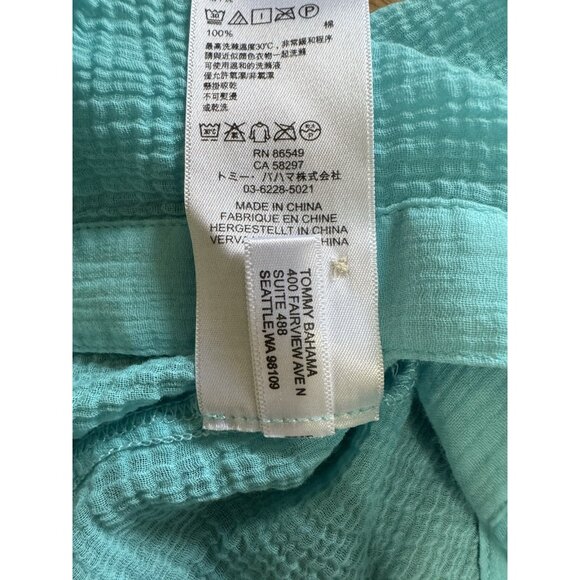 棉
100%
最高洗滌溫度30℃，非常緩和程序
請與近似顏色衣物一起洗滌
可使用溫和的洗滌液
僅允許氧漂/非氯漂
懸掛晾乾
不可熨燙
或乾洗
30°C
RN 86549
CA 58297
トミー・バハマ株式会社
03-6228-5021
MADE IN CHINA
FABRIQUE EN CHINE
HERGESTELLT IN CHINA
TOMMY BAHAMA
400 FAIRVIEW AVE N
SUITE 488
SEATTLE,WA 98109